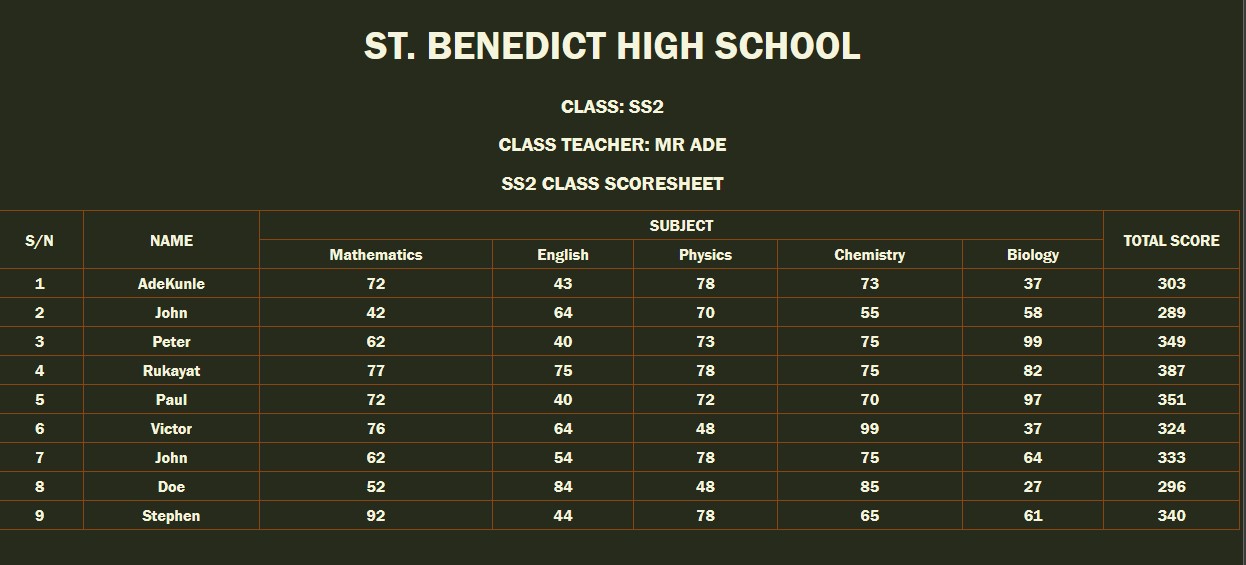 ST. BENEDICT HIGH SCHOOL
CLASS: SS2
CLASS TEACHER: MR ADE
SS2 CLASS SCORESHEET
S/N NAME SUBJECT TOTAL SCORE
Mathematics English Physics Chemistry Biology
1 AdeKunle 72 43 78 73 37 303
2 John 42 64 70 55 58 289
3 Peter 62 40 73 75 99 349
4 Rukayat 77 75 78 75 82 387
5 Paul 72 40 72 70 97 351
6 Victor 76 64 48 99 37 324
7 John 62 54 78 75 64 333
8 Doe 52 84 48 85 27 296
9 Stephen 92 44 78 65 61 340